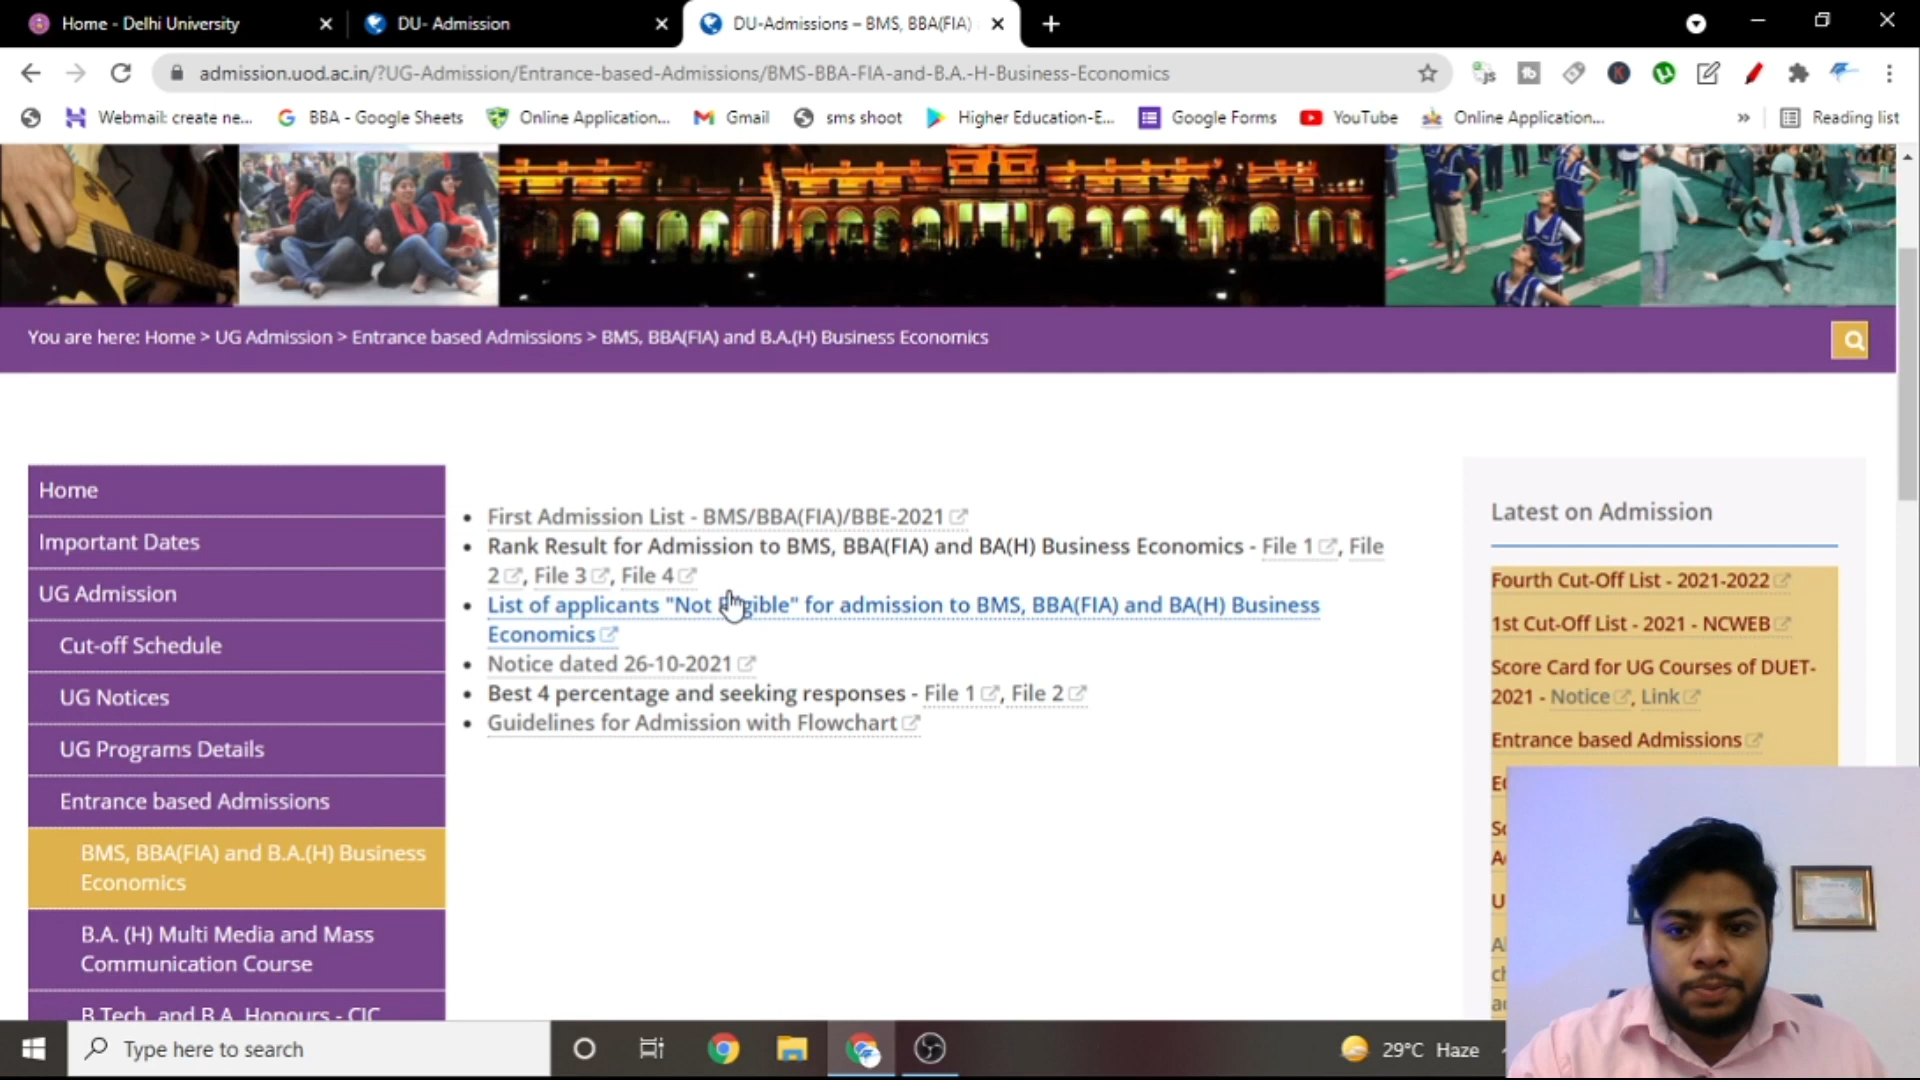 Home - Delhi University
DU- Admission
DU-Admissions – BMS, BBA(FIA)
admission.uod.ac.in/?UG-Admission/Entrance-based-Admissions/BMS-BBA-FIA-and-B.A.-H-Business-Economics
Webmail: create ne...
BBA - Google Sheets
Online Application...
Gmail
sms shoot
Higher Education-E...
Google Forms
YouTube
Online Application...
»
Reading list
You are here: Home > UG Admission > Entrance based Admissions > BMS, BBA(FIA) and B.A.(H) Business Economics
Home
Important Dates
UG Admission
Cut-off Schedule
UG Notices
UG Programs Details
Entrance based Admissions
BMS, BBA(FIA) and B.A.(H) Business
Economics
B.A. (H) Multi Media and Mass
Communication Course
B.Tech. and B.A. Honours - CIC
• First Admission List - BMS/BBA(FIA)/BBE-2021
• Rank Result for Admission to BMS, BBA(FIA) and BA(H) Business Economics - File 1, File
2, File 3, File 4
• List of applicants "Not Eligible" for admission to BMS, BBA(FIA) and BA(H) Business
Economics
• Notice dated 26-10-2021
• Best 4 percentage and seeking responses - File 1, File 2
• Guidelines for Admission with Flowchart
Latest on Admission
Fourth Cut-Off List - 2021-2022
1st Cut-Off List - 2021 - NCWEB
Score Card for UG Courses of DUET-
2021 - Notice, Link
Entrance based Admissions
Type here to search
29°C Haze